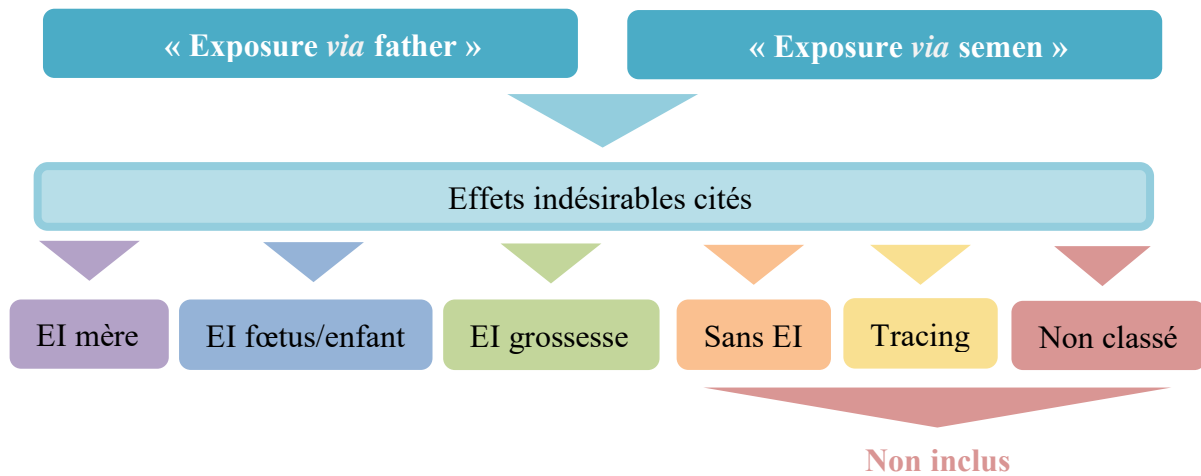 « Exposure via father »
« Exposure via semen »
Effets indésirables cités
EI mère
EI fœtus/enfant
EI grossesse
Sans EI
Tracing
Non classé
Non inclus